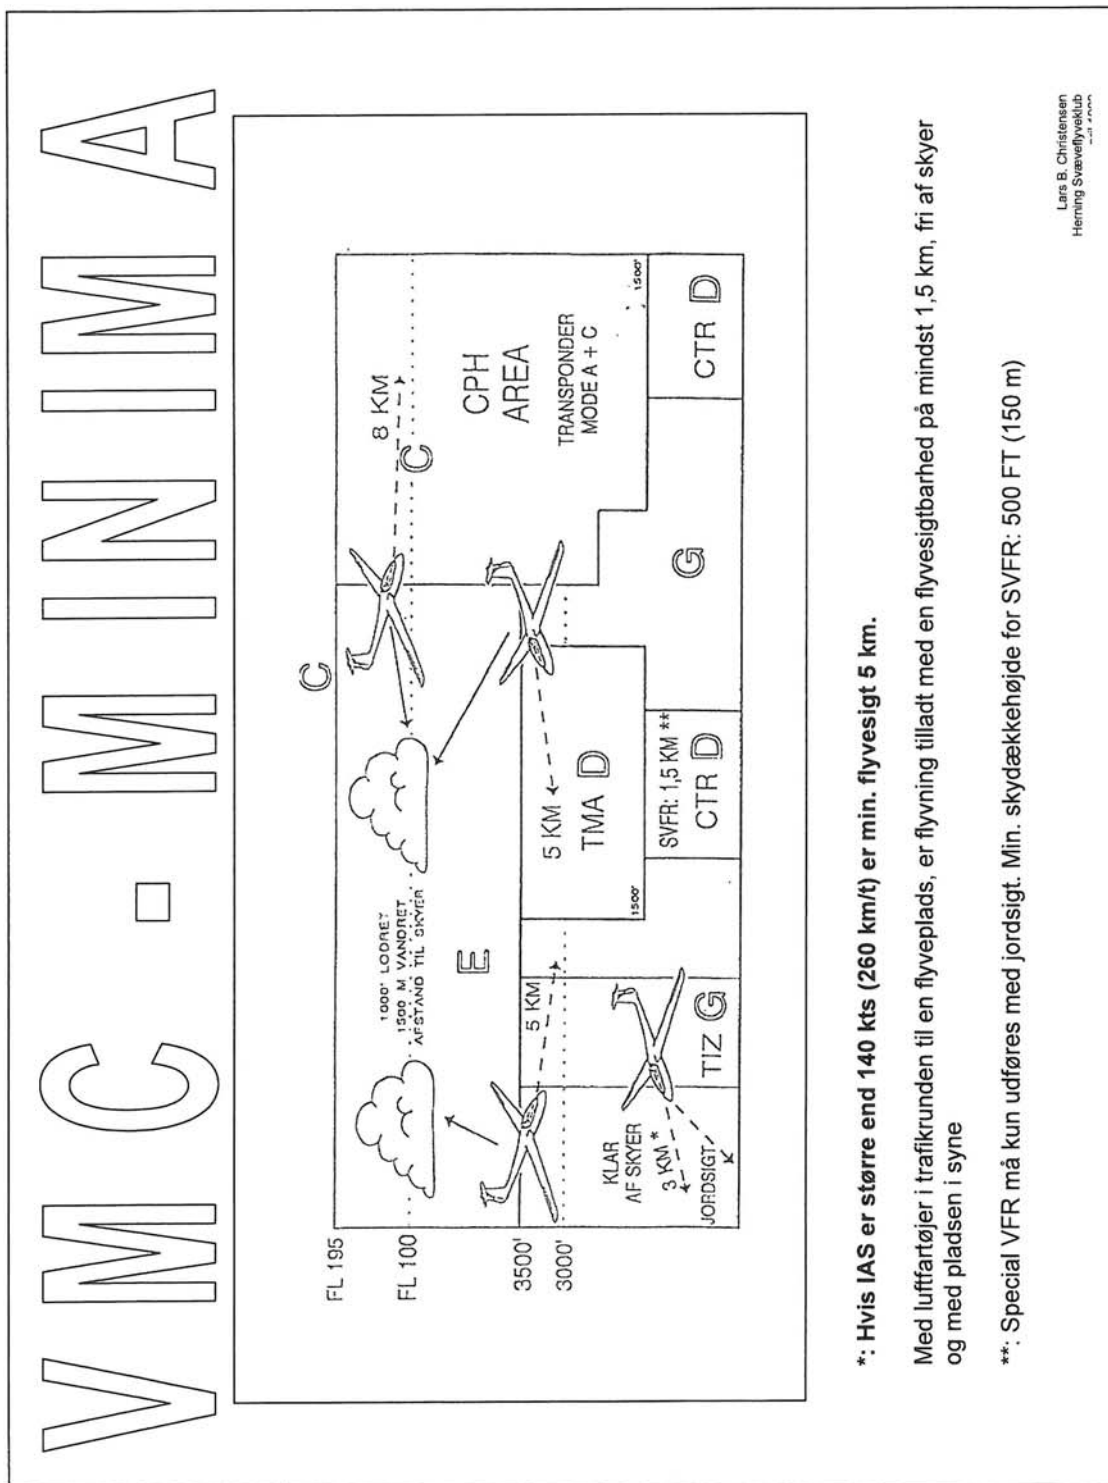 VMC - MINIMA
C
FL 195
FL 100
3500'
3000'
1000' LODRET
1500 M VANDRET
AFSTAND TIL SKYER
E
8 KM
C
CPH
AREA
TRANSPONDER
MODE A + C
1500'
5 KM
5 KM
TMA D
1500'
KLAR
AF SKYER
3 KM *
JORDSIGT
TIZ G
SVFR: 1,5 KM **
CTR D
G
CTR D
*: Hvis IAS er større end 140 kts (260 km/t) er min. flyvesigt 5 km.
Med luftfartøjer i trafikrunden til en flyveplads, er flyvning tilladt med en flyvesigtbarhed på mindst 1,5 km, fri af skyer
og med pladsen i syne
**: Special VFR må kun udføres med jordsigt. Min. skydækkehøjde for SVFR: 500 FT (150 m)
Lars B. Christensen
Herning Svæveflyveklub